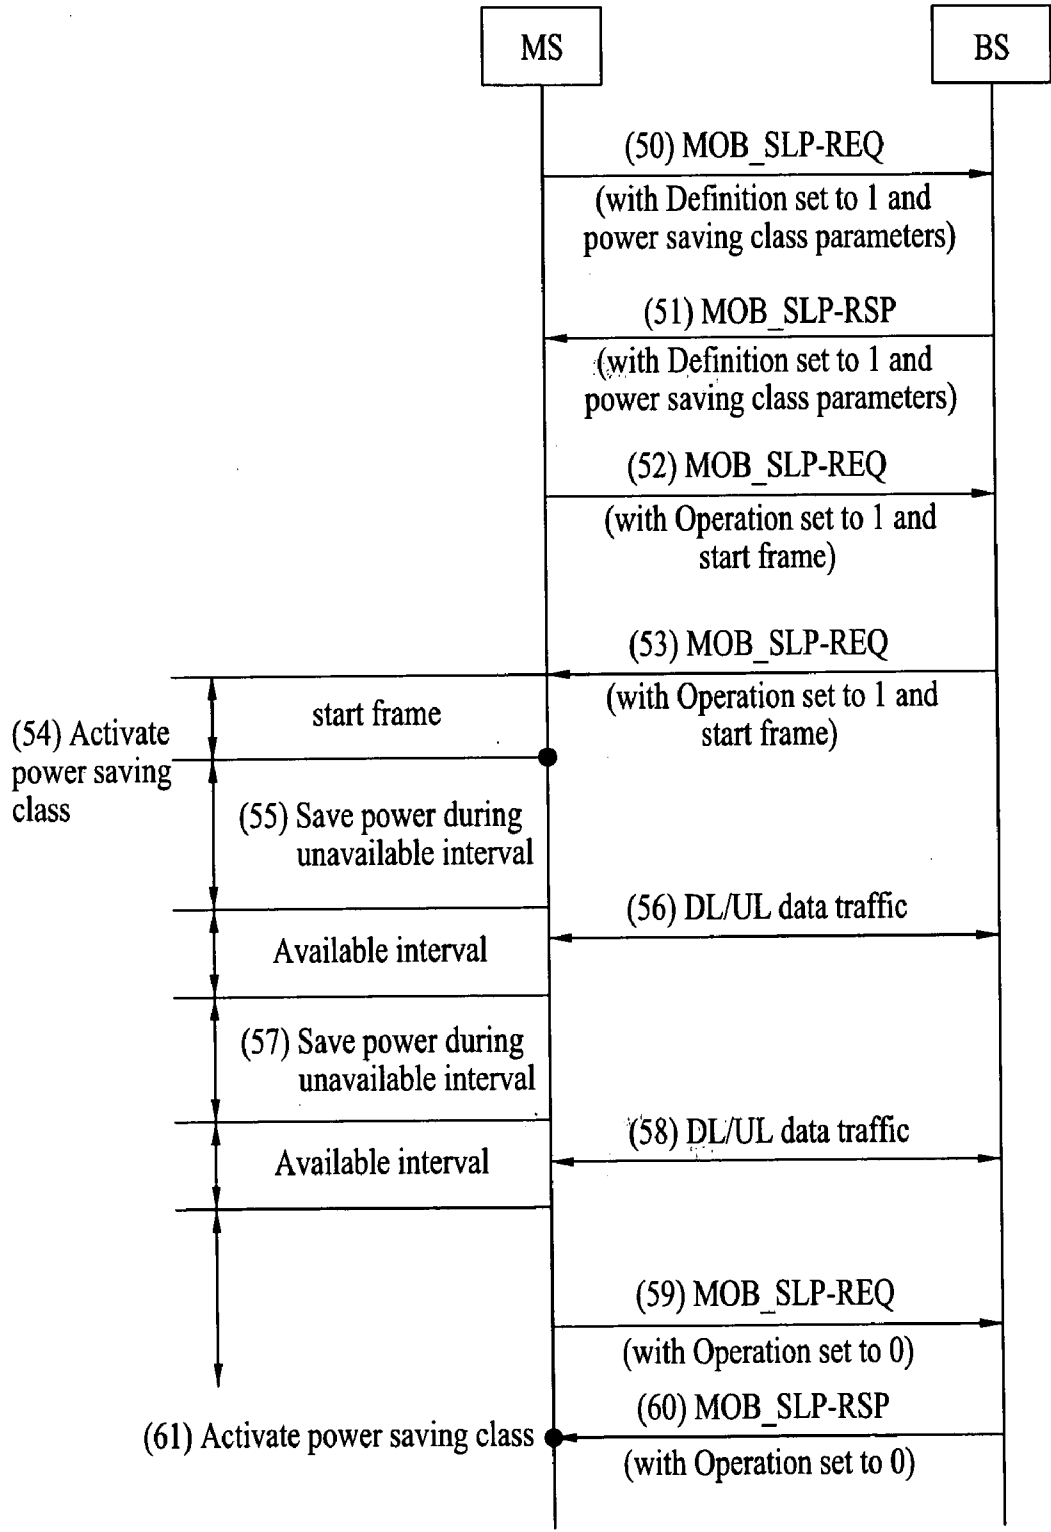 MS
BS
(50) MOB_SLP-REQ
(with Definition set to 1 and
power saving class parameters)
(51) MOB_SLP-RSP
(with Definition set to 1 and
power saving class parameters)
(52) MOB_SLP-REQ
(with Operation set to 1 and
start frame)
(53) MOB_SLP-REQ
(with Operation set to 1 and
start frame)
start frame
(54) Activate
power saving
class
(55) Save power during
unavailable interval
(56) DL/UL data traffic
Available interval
(57) Save power during
unavailable interval
(58) DL/UL data traffic
Available interval
(59) MOB_SLP-REQ
(with Operation set to 0)
(60) MOB_SLP-RSP
(61) Activate power saving class
(with Operation set to 0)